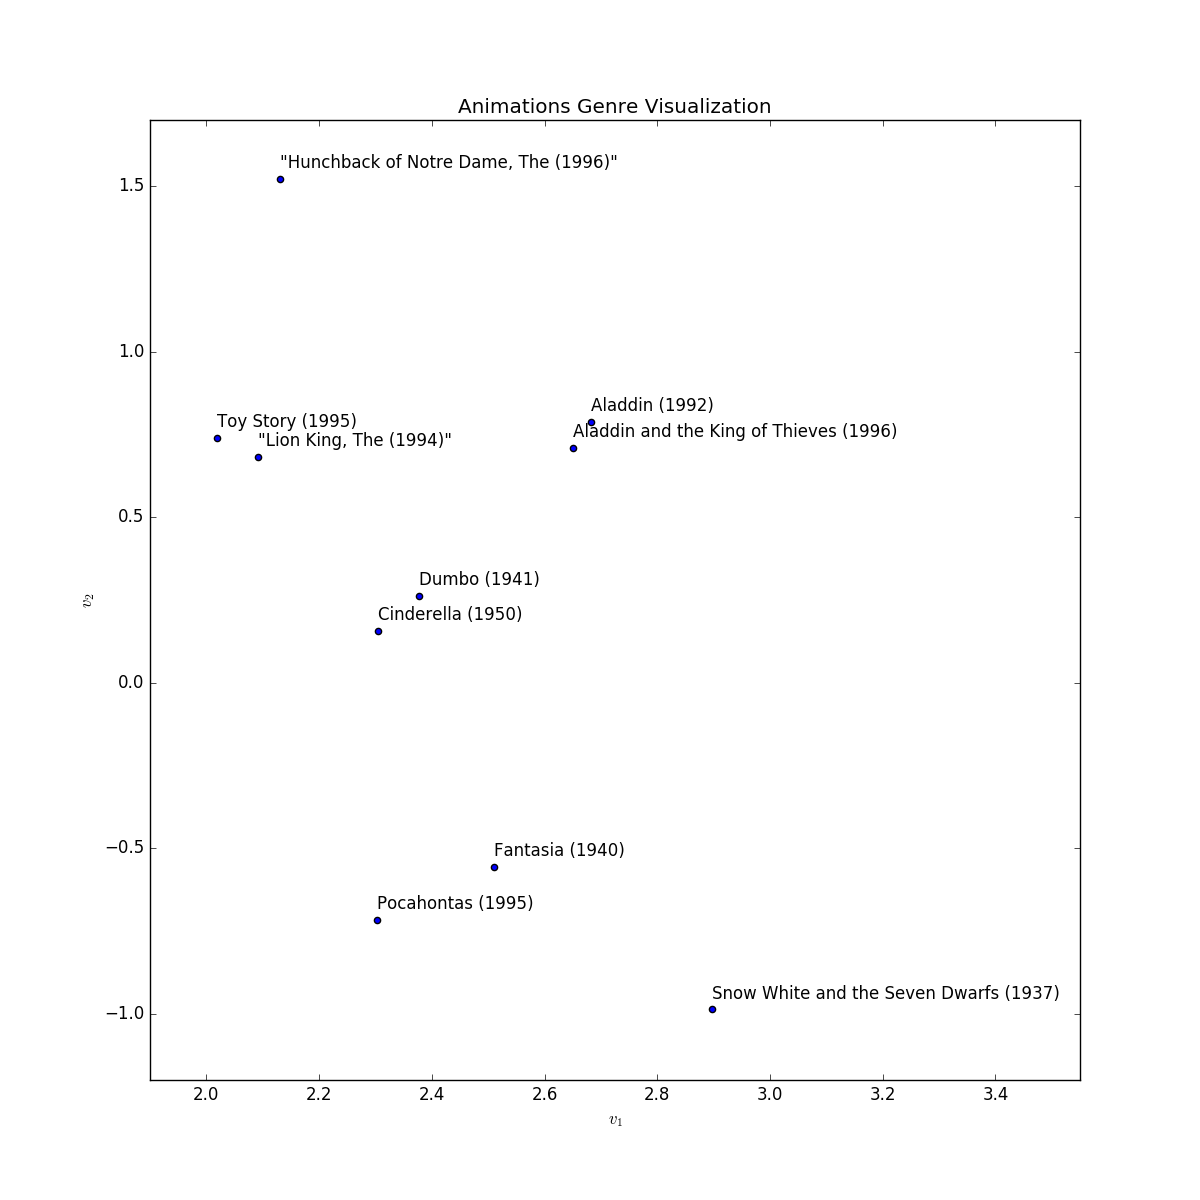 Animations Genre Visualization
"Hunchback of Notre Dame, The (1996)"
1.5
1.0
Aladdin (1992)
Toy Story (1995)
Aladdin and the King of Thieves (1996)
"Lion King, The (1994)"
0.5
Dumbo (1941)
v2
Cinderella (1950)
0.0
−0.5
Fantasia (1940)
Pocahontas (1995)
Snow White and the Seven Dwarfs (1937)
−1.0
2.0 2.2 2.4 2.6 2.8 3.0 3.2 3.4
v1